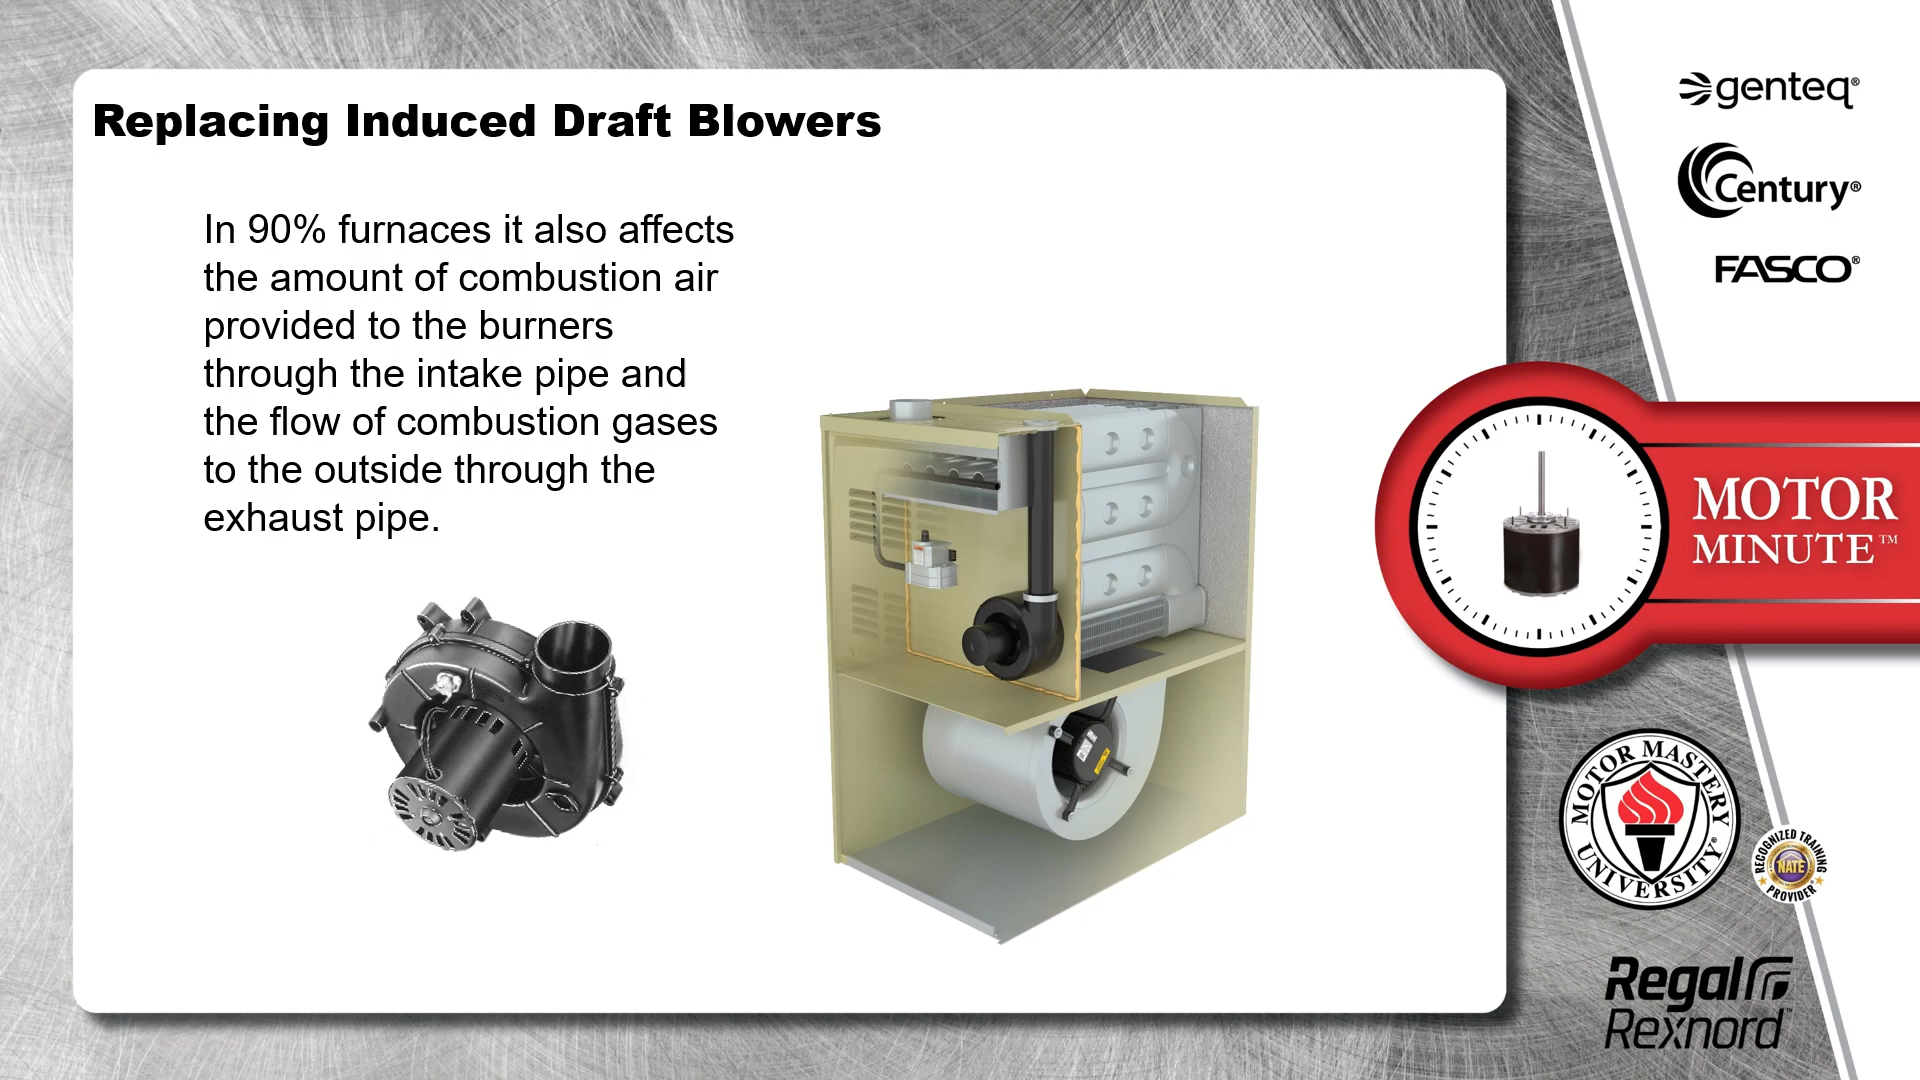 Replacing Induced Draft Blowers
In 90% furnaces it also affects
the amount of combustion air
provided to the burners
through the intake pipe and
the flow of combustion gases
to the outside through the
exhaust pipe.
genteq®
Century®
FASCO®
MOTOR
MINUTE™
MOTOR MASTERY
UNIVERSITY®
RECOGNIZED TRAINING
NATE
PROVIDER
Regal
Rexnord™